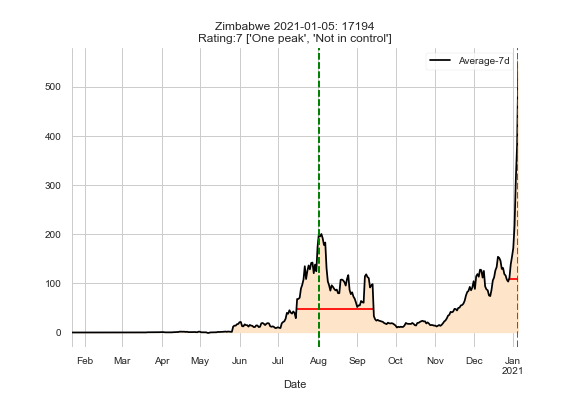 Zimbabwe 2021-01-05: 17194
Rating:7 ['One peak', 'Not in control']
Average-7d
500
400
300
200
100
0
Feb Mar Apr May Jun Jul Aug Sep Oct Nov Dec Jan
2021
Date